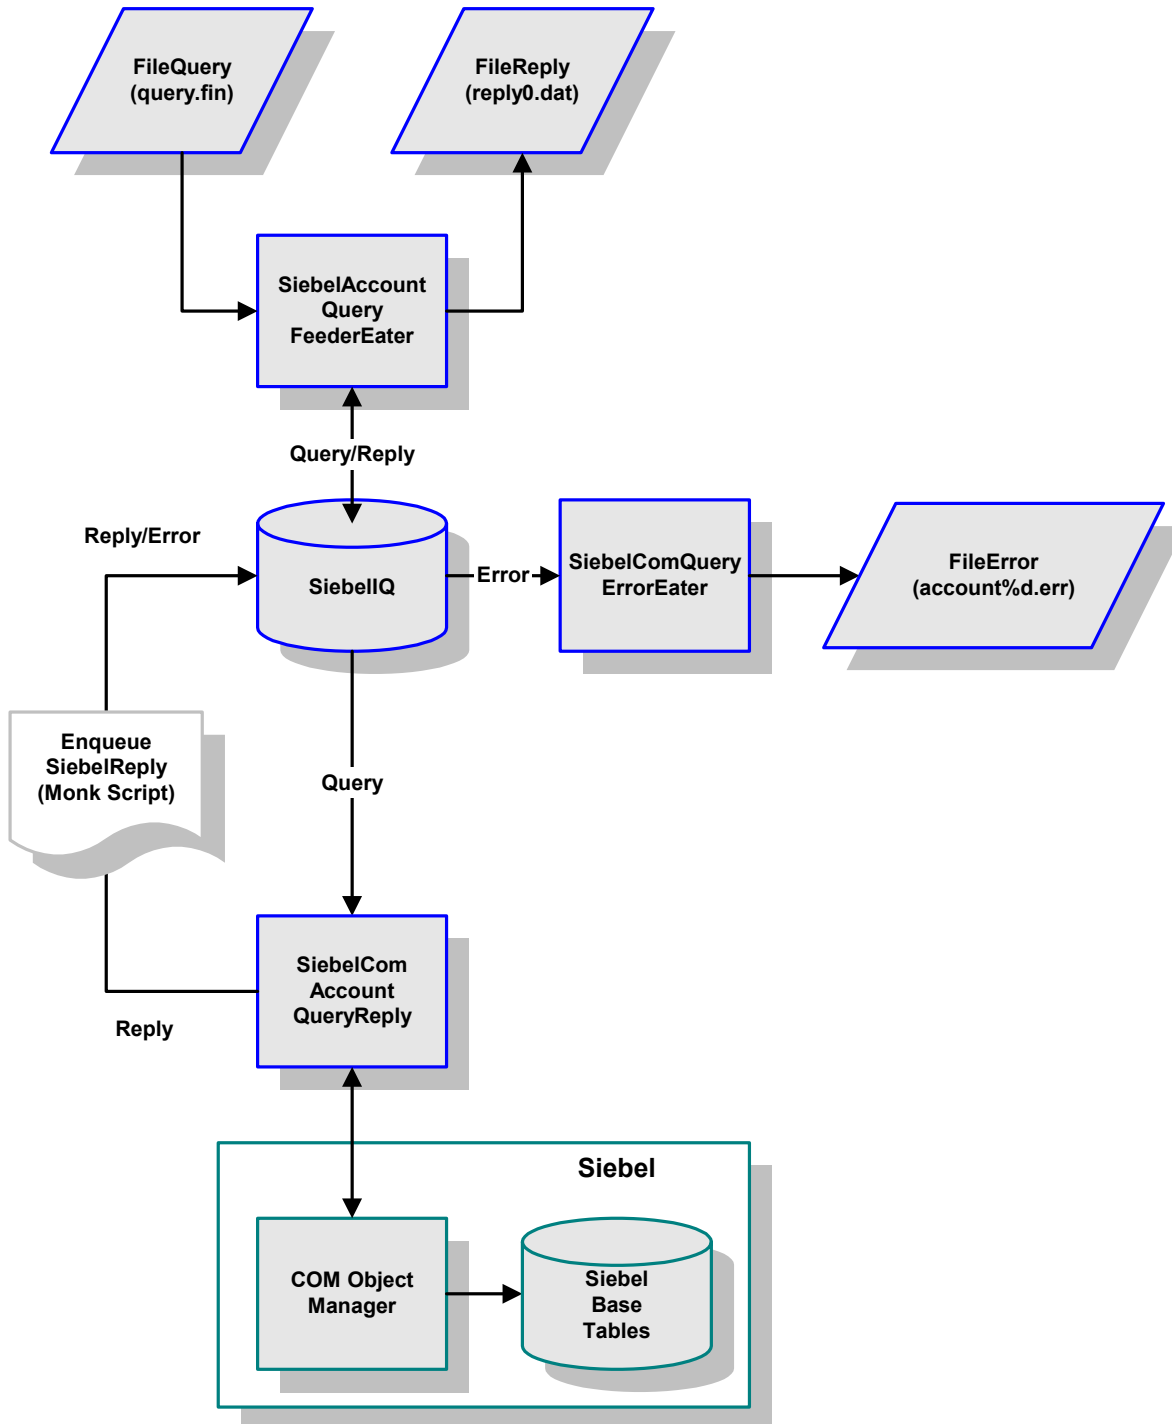 FileQuery
(query.fin)
FileReply
(reply0.dat)
SiebelAccount
Query
FeederEater
Query/Reply
Reply/Error
SiebelIQ
Error
SiebelComQuery
ErrorEater
FileError
(account%d.err)
Enqueue
SiebelReply
(Monk Script)
Query
SiebelCom
Account
QueryReply
Reply
Siebel
COM Object
Manager
Siebel
Base
Tables